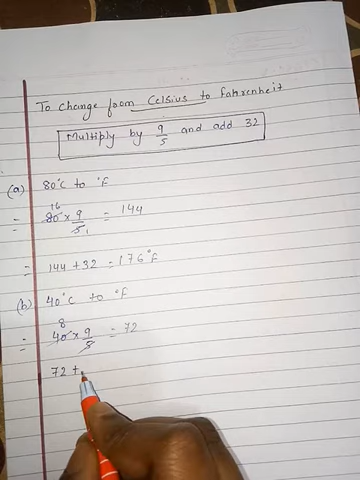 To change from Celsius to Fahrenheit
Multiply by 9/5 and add 32
(a) 80°C to °F
= 80 16 × 9/5 1 = 144
= 144 + 32 = 176°F
(b) 40°C to °F
= 40 8 × 9/5 = 72
72 +